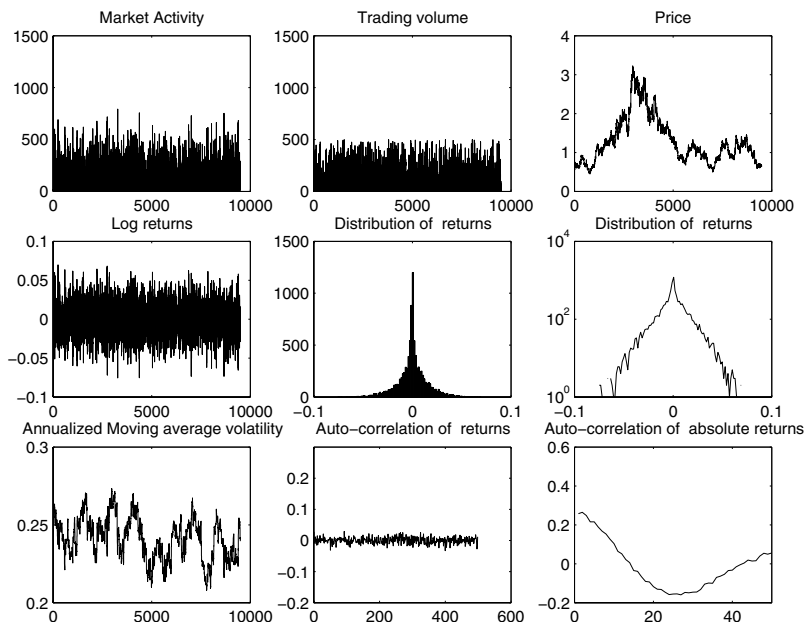 Market Activity
1500
1000
500
0
0 5000 10000
Trading volume
1500
1000
500
0
0 5000 10000
Price
4
3
2
1
0
0 5000 10000
Log returns
0.1
0.05
0
−0.05
−0.1
0 5000 10000
Distribution of returns
1500
1000
500
0
−0.1 0 0.1
Distribution of returns
10^4
10^2
10^0
−0.1 0 0.1
Annualized Moving average volatility
0.3
0.25
0.2
0 5000 10000
Auto−correlation of returns
0.2
0.1
0
−0.1
−0.2
0 200 400 600
Auto−correlation of absolute returns
0.6
0.4
0.2
0
−0.2
0 20 40